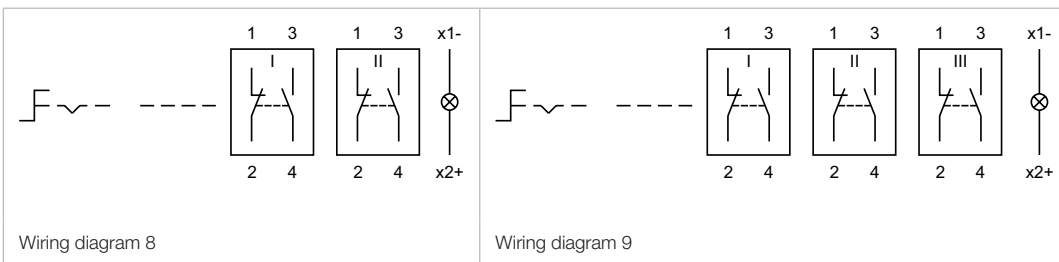 1 3 1 3 x1-
I II
2 4 2 4 x2+
Wiring diagram 8
1 3 1 3 1 3 x1-
I II III
2 4 2 4 2 4 x2+
Wiring diagram 9